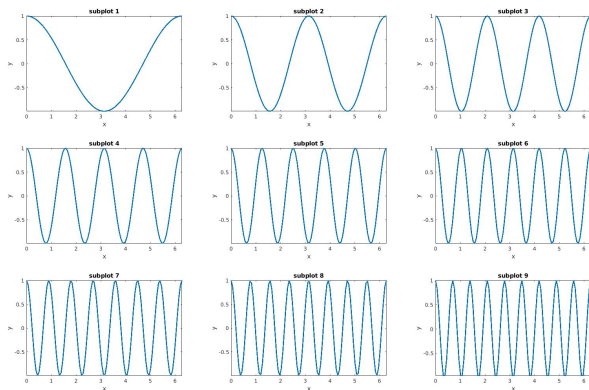 subplot 1
1
0.5
0
-0.5
y
0 1 2 3 4 5 6
x
subplot 2
1
0.5
0
-0.5
y
0 1 2 3 4 5 6
x
subplot 3
1
0.5
0
-0.5
y
0 1 2 3 4 5 6
x
subplot 4
1
0.5
0
-0.5
y
0 1 2 3 4 5 6
x
subplot 5
1
0.5
0
-0.5
y
0 1 2 3 4 5 6
x
subplot 6
1
0.5
0
-0.5
y
0 1 2 3 4 5 6
x
subplot 7
1
0.5
0
-0.5
y
0 1 2 3 4 5 6
x
subplot 8
1
0.5
0
-0.5
y
0 1 2 3 4 5 6
x
subplot 9
1
0.5
0
-0.5
y
0 1 2 3 4 5 6
x